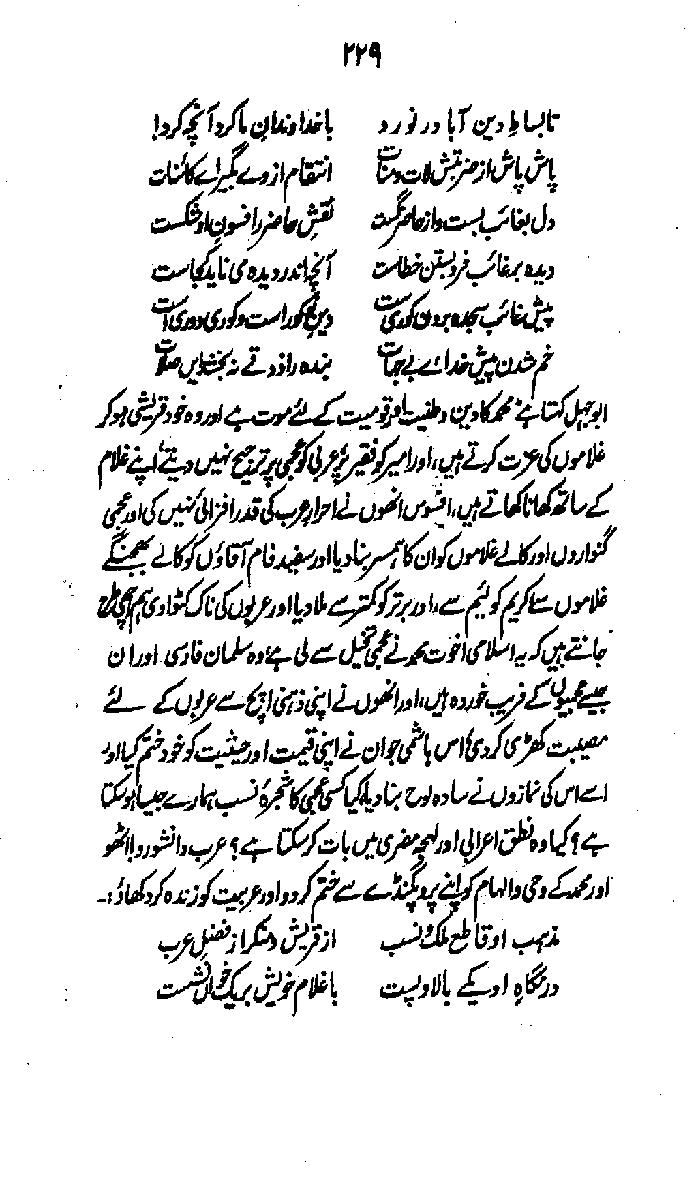 ۲۲۹
تا بساطِ دین آبا در نورد با خداوندانِ ما کرد آنچہ کرد!
پاش پاش از ضربتش لات و منات انتقام از وے بگیر اے کائنات
دل بغائب بست و از حاضر گسست نقشِ حاضر را فسونِ او شکست
دیدہ بر غائب فرو بستن خطاست آنچہ اندر دیدہ می ناید کجاست
پیش غائب سجدہ بردن کوری است دین نو کور است و کوری دوری است
خم شدن پیش خدائے بے جہات بندہ را ذوقے نہ بخشد ایں صلات
ابوجہل کہتا ہے، محمد کا دین وطنیت اور قومیت کے لئے موت ہے اور وہ خود قریشی ہو کر
غلاموں کی عزت کرتے ہیں، اور امیر کو فقیر پر، عربی کو عجمی پر ترجیح نہیں دیتے، اپنے غلام
کے ساتھ کھانا کھاتے ہیں، افسوس انھوں نے احرار عرب کی قدر افزائی نہیں کی اور عجمی
گنواروں اور کالے غلاموں کو ان کا ہمسر بنا دیا اور سفید فام آقاؤں کو کالے بھجنگے
غلاموں سے، کریم کو لئیم سے، اور برتر کو کمتر سے ملا دیا اور عربوں کی ناک کٹوا دی ہم اچھی طرح
جانتے ہیں کہ یہ اسلامی اخوت محمد نے عجمی تخیل سے لی ہے، وہ سلمان فارسی اور ان
جیسے عجمیوں کے فریب خوردہ ہیں، اور انھوں نے اپنی ذہنی اپج سے عربوں کے لئے
مصیبت کھڑی کر دی، اس ہاشمی جوان نے اپنی قیمت اور حیثیت کو خود ختم کیا اور
اسے اس کی نمازوں نے سادہ لوح بنا دیا، کیا کسی عجمی کا شجرۂ نسب ہمارے جیسا ہو سکتا
ہے؟ کیا وہ نطق اعرابی اور لہجہ مضری میں بات کر سکتا ہے؟ عرب دانشورو! اٹھو
اور محمد کے وحی و الہام کو اپنے پروپگنڈے سے ختم کر دو اور عربیت کو زندہ کر دکھاؤ:۔
مذہب او قاطع ملک و نسب از قریش و منکر از فضلِ عرب
در نگاہِ او یکے بالا و پست با غلام خویش بر یک خواں نشست